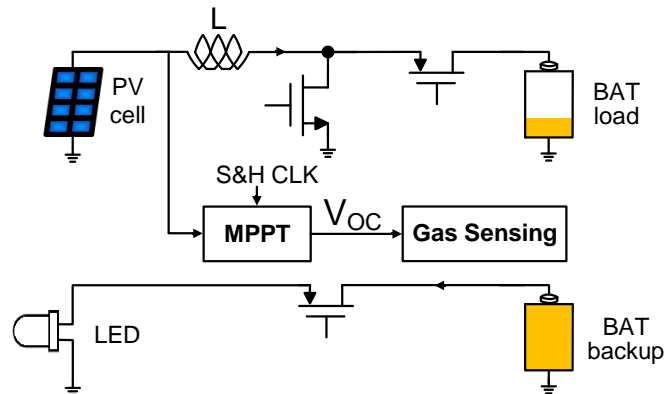 L
PV
cell
BAT
load
S&H CLK
MPPT
VOC
Gas Sensing
LED
BAT
backup